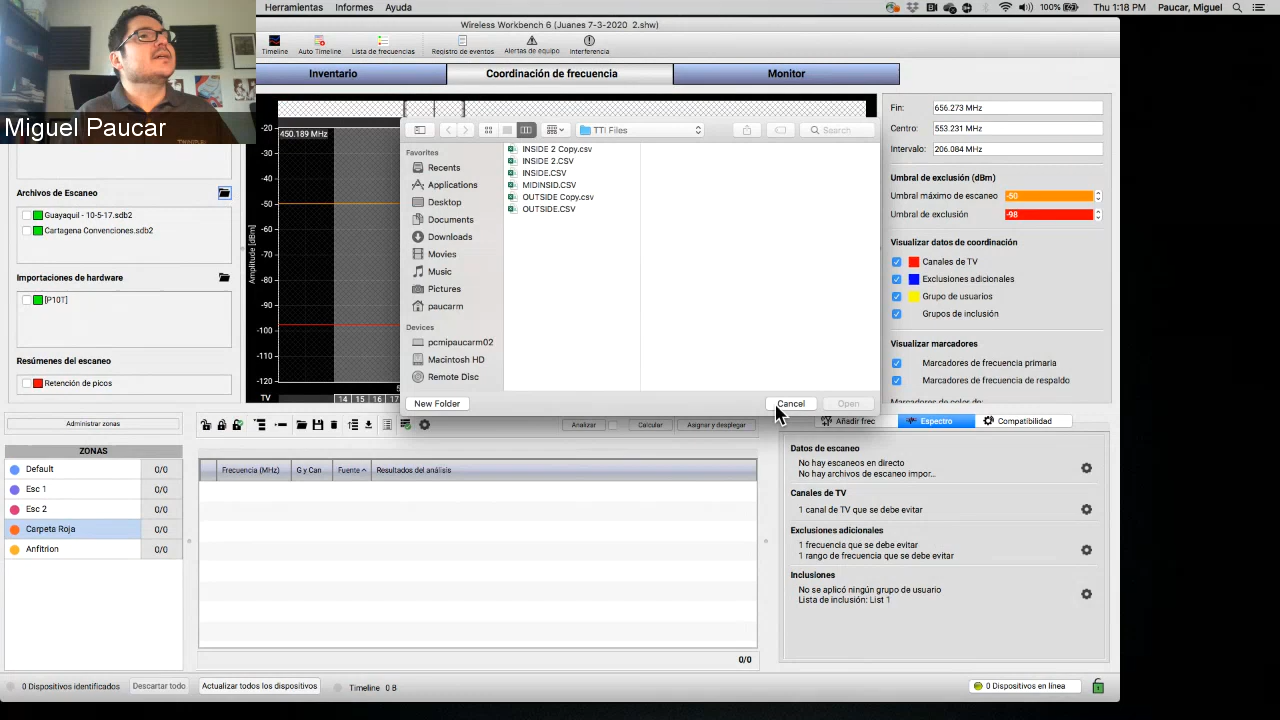 Herramientas Informes Ayuda
100% Thu 1:18 PM Paucar, Miguel
Wireless Workbench 6 (Juanes 7-3-2020 2.shw)
Timeline Auto Timeline Lista de frecuencias Registro de eventos Alertas de equipo Interferencia
Inventario Coordinación de frecuencia Monitor
Miguel Paucar
Archivos de Escaneo
Guayaquil - 10-5-17.sdb2
Cartagena Convenciones.sdb2
Importaciones de hardware
[P10T]
Resúmenes del escaneo
Retención de picos
-20
450.189 MHz
-30
-40
-50
-60
-70
-80
-90
-100
-110
-120
Amplitude [dBm]
TV 14 15 16 17
TTI Files
Search
Favorites
Recents
Applications
Desktop
Documents
Downloads
Movies
Music
Pictures
paucarm
Devices
pcmipaucarm02
Macintosh HD
Remote Disc
INSIDE 2 Copy.csv
INSIDE 2.CSV
INSIDE.CSV
MIDINSID.CSV
OUTSIDE Copy.csv
OUTSIDE.CSV
New Folder Cancel Open
Fin: 656.273 MHz
Centro: 553.231 MHz
Intervalo: 206.084 MHz
Umbral de exclusión (dBm)
Umbral máximo de escaneo -50
Umbral de exclusión -98
Visualizar datos de coordinación
Canales de TV
Exclusiones adicionales
Grupo de usuarios
Grupos de inclusión
Visualizar marcadores
Marcadores de frecuencia primaria
Marcadores de frecuencia de respaldo
Administrar zonas
ZONAS
Default 0/0
Esc 1 0/0
Esc 2 0/0
Carpeta Roja 0/0
Anfitrion 0/0
Analizar Calcular Asignar y desplegar
Frecuencia (MHz) G y Can Fuente Resultados del análisis
0/0
Añadir frec Espectro Compatibilidad
Datos de escaneo
No hay escaneos en directo
No hay archivos de escaneo impor...
Canales de TV
1 canal de TV que se debe evitar
Exclusiones adicionales
1 frecuencia que se debe evitar
1 rango de frecuencia que se debe evitar
Inclusiones
No se aplicó ningún grupo de usuario
Lista de inclusión: List 1
0 Dispositivos identificados Descartar todo Actualizar todos los dispositivos Timeline 0 B 0 Dispositivos en línea